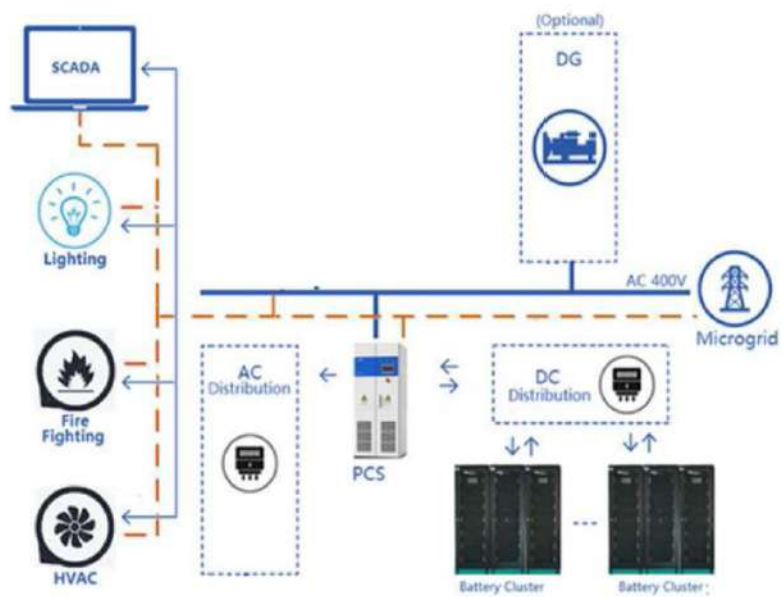 (Optional)
DG
SCADA
Lighting
AC 400V
Microgrid
Fire
Fighting
AC
Distribution
PCS
DC
Distribution
HVAC
Battery Cluster
Battery Cluster